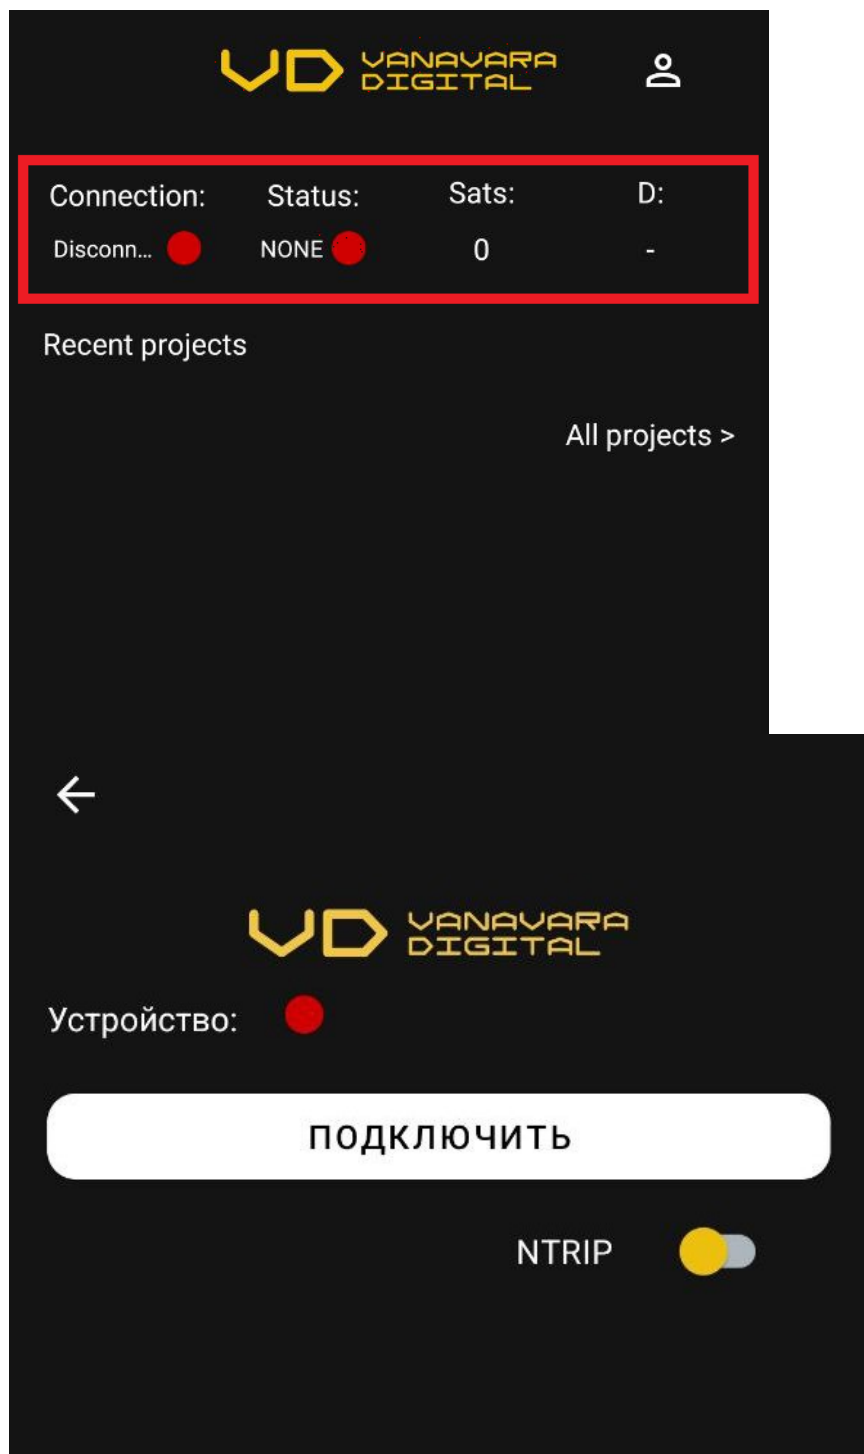 VD VANAVARA
DIGITAL
Connection: Status: Sats: D:
Disconn... NONE 0 -
Recent projects
All projects >
VD VANAVARA
DIGITAL
Устройство:
ПОДКЛЮЧИТЬ
NTRIP